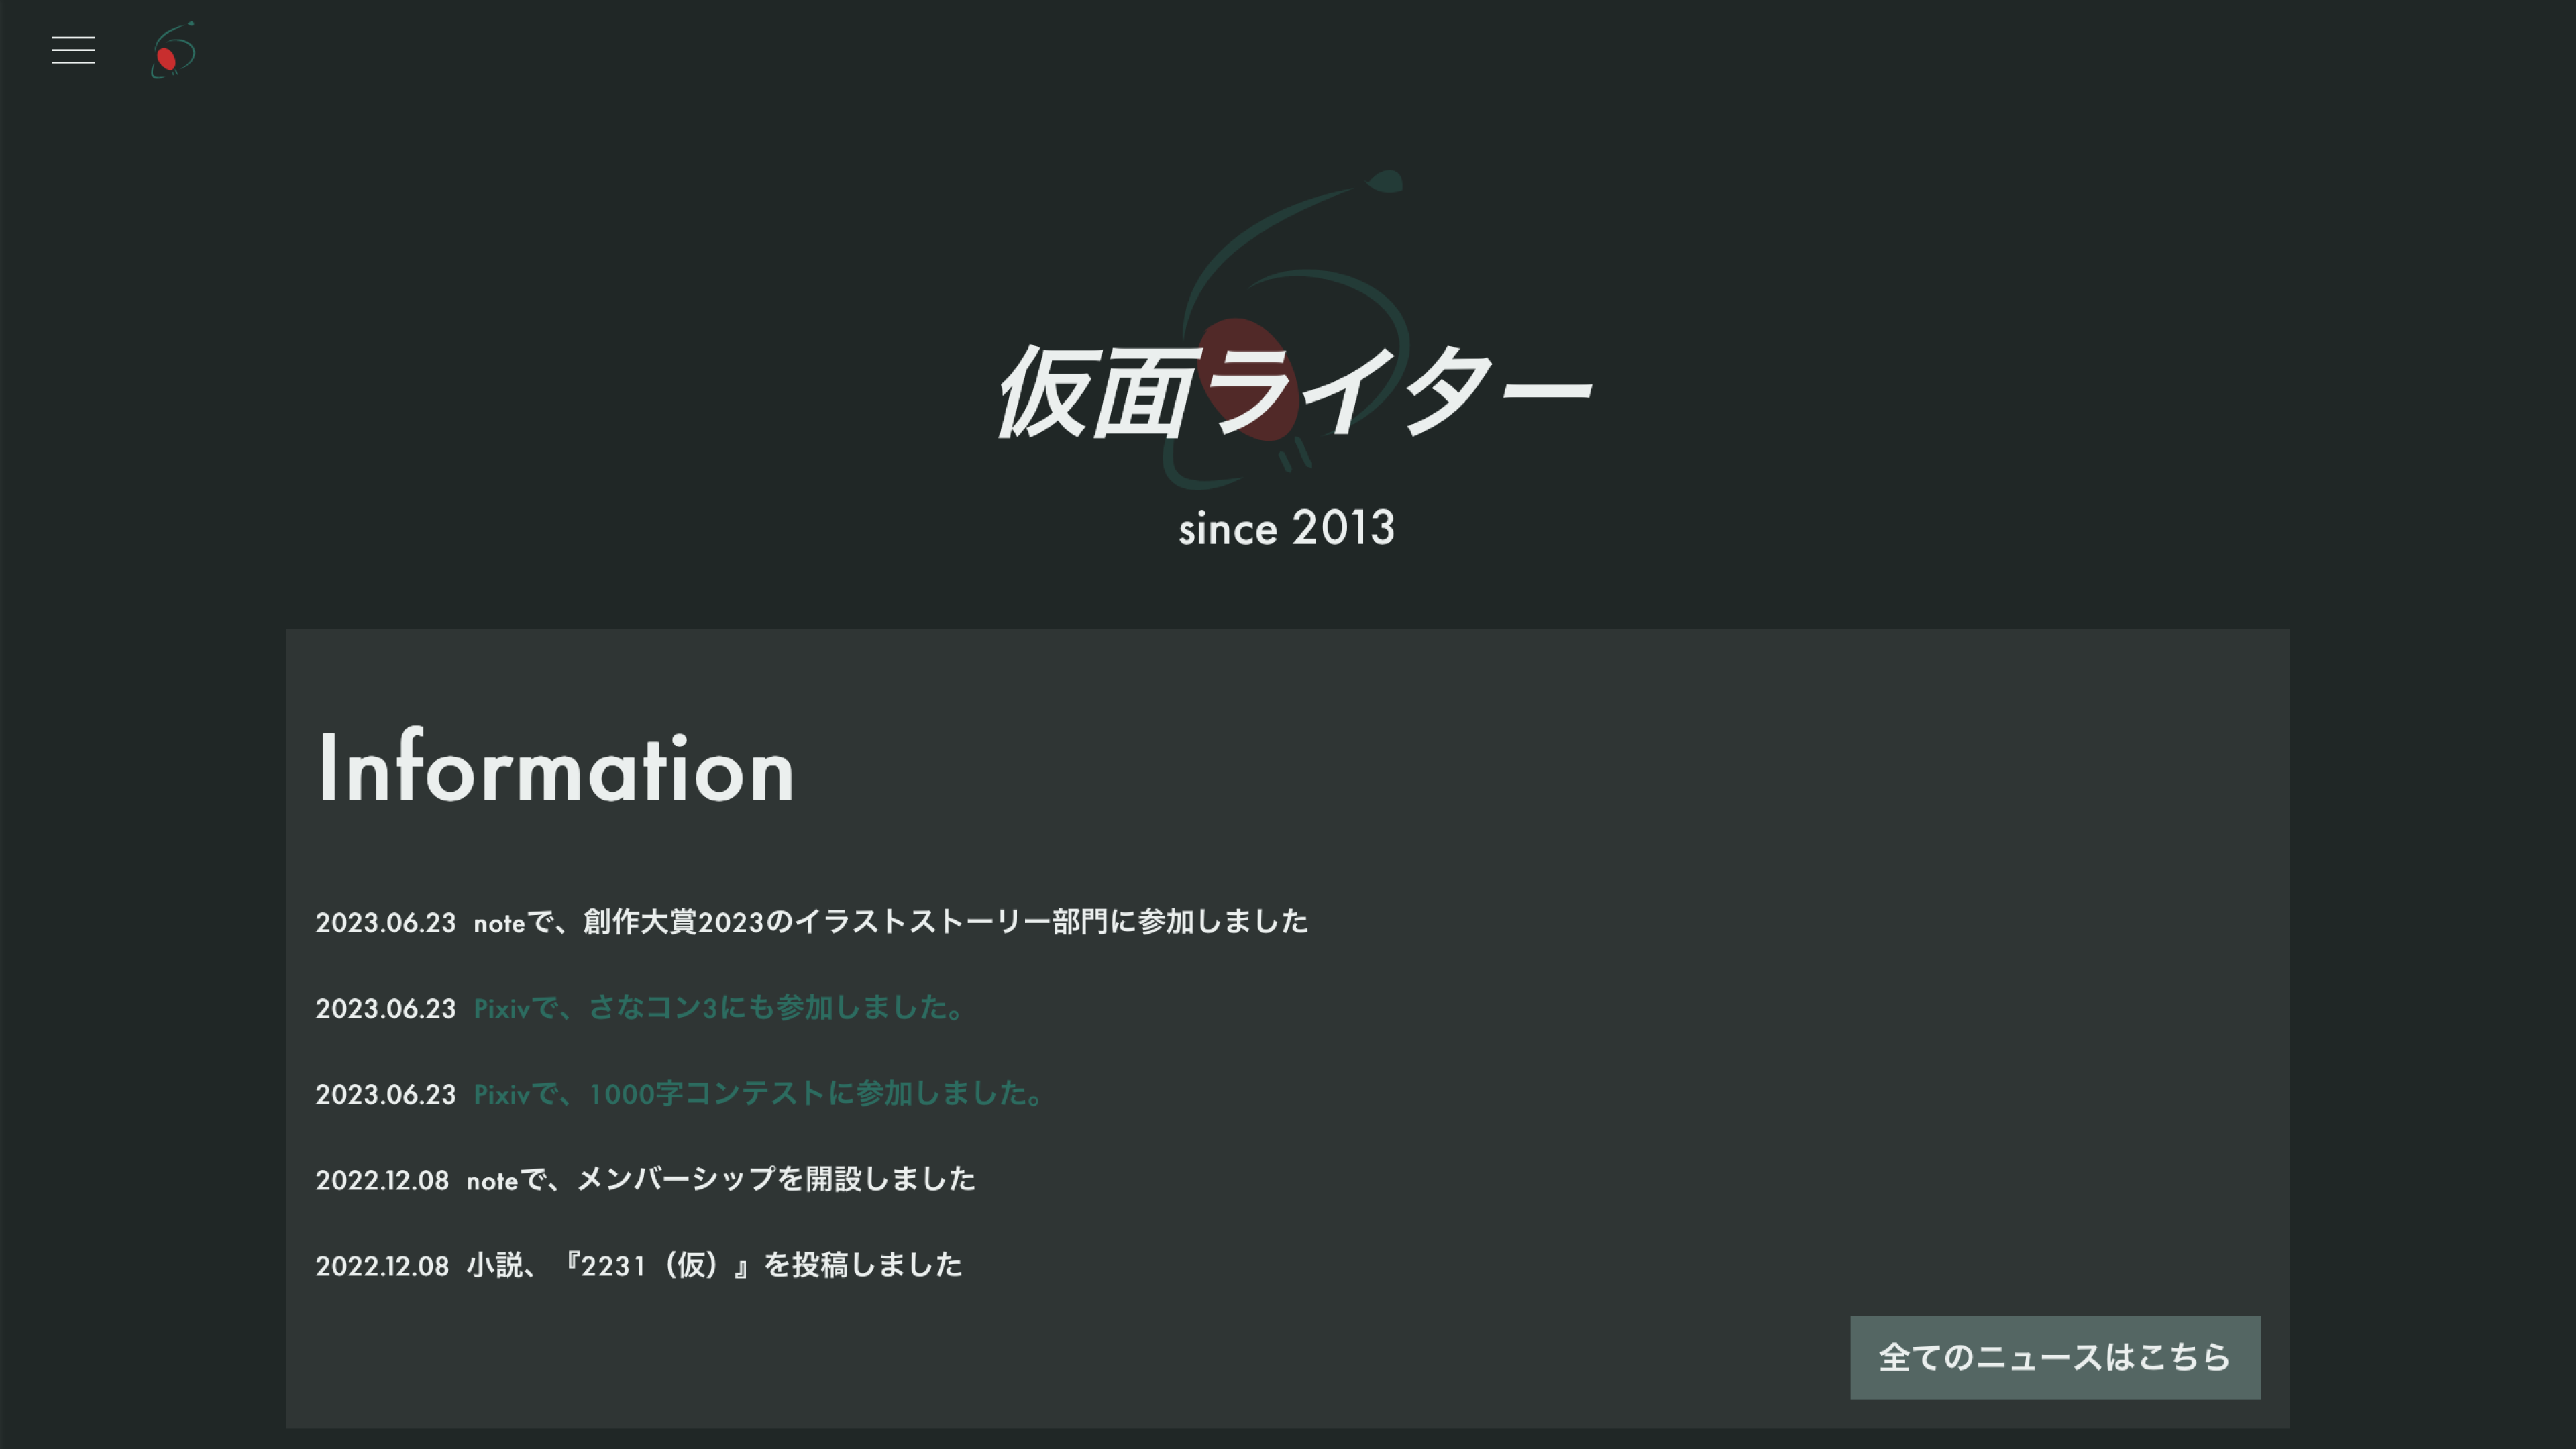 仮面ライター
since 2013
Information
2023.06.23 noteで、創作大賞2023のイラストストーリー部門に参加しました
2023.06.23 Pixivで、さなコン3にも参加しました。
2023.06.23 Pixivで、1000字コンテストに参加しました。
2022.12.08 noteで、メンバーシップを開設しました
2022.12.08 小説、『2231（仮）』を投稿しました
全てのニュースはこちら